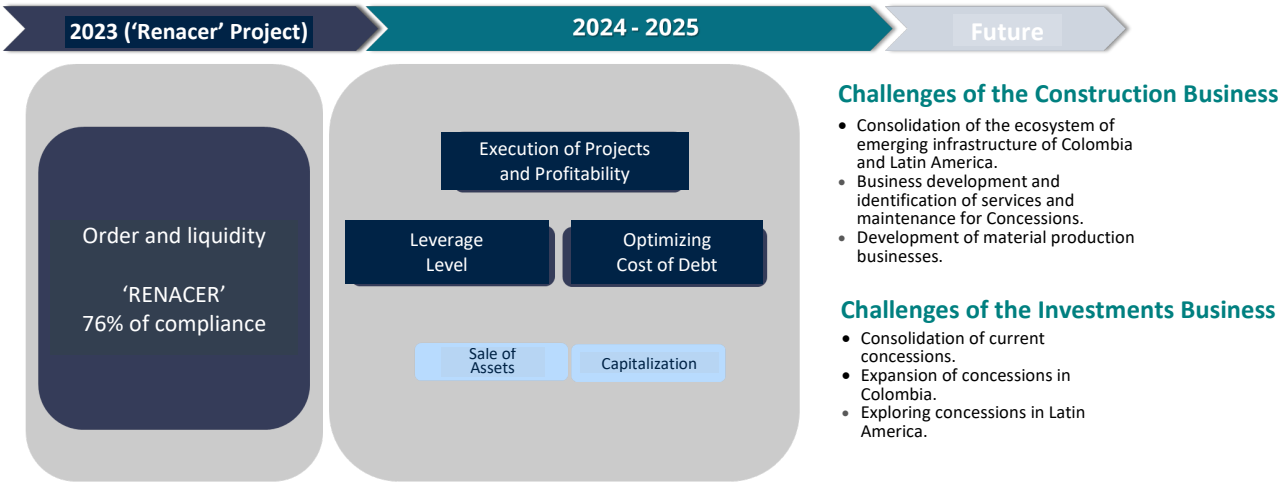 2023 (‘Renacer’ Project)
2024 - 2025
Future
Order and liquidity
‘RENACER’
76% of compliance
Execution of Projects
and Profitability
Leverage
Level
Optimizing
Cost of Debt
Sale of
Assets
Capitalization
Challenges of the Construction Business
• Consolidation of the ecosystem of
emerging infrastructure of Colombia
and Latin America.
• Business development and
identification of services and
maintenance for Concessions.
• Development of material production
businesses.
Challenges of the Investments Business
• Consolidation of current
concessions.
• Expansion of concessions in
Colombia.
• Exploring concessions in Latin
America.